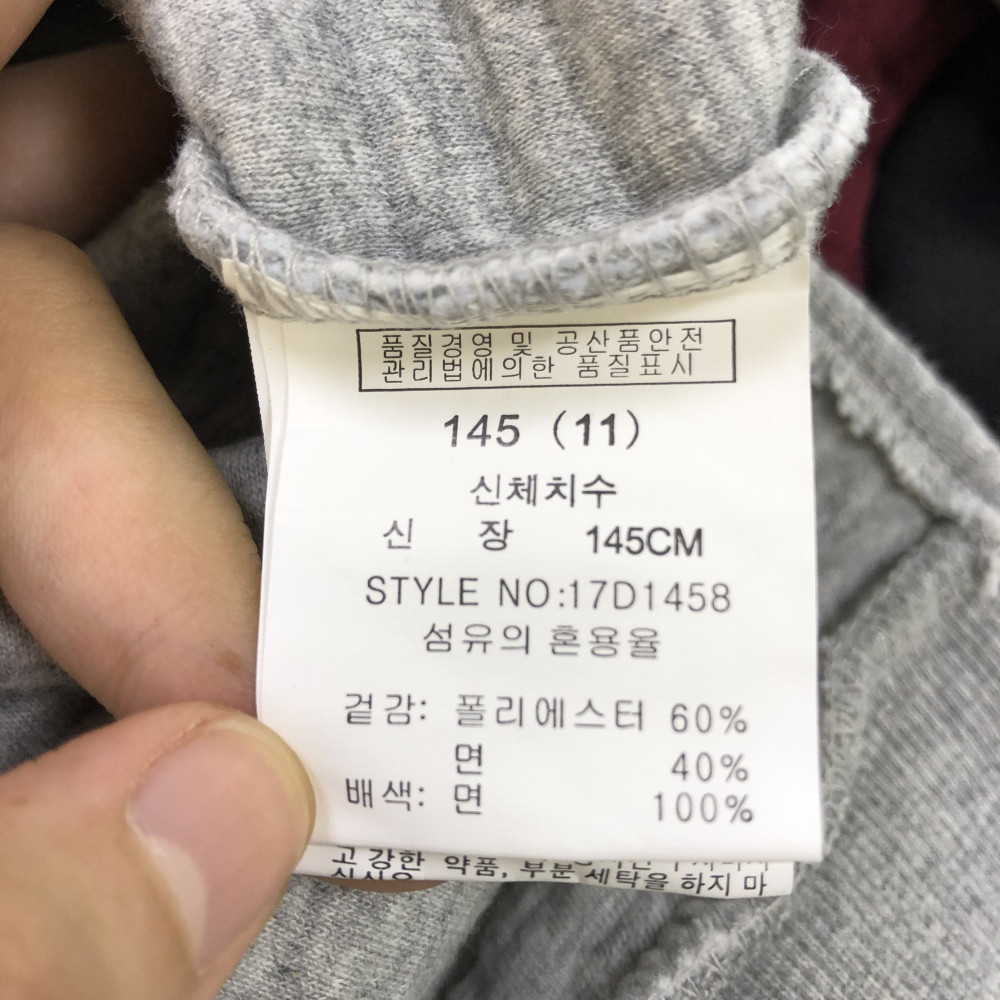 품질경영 및 공산품안전
관리법에의한 품질표시
145 (11)
신체치수
신 장 145CM
STYLE NO:17D1458
섬유의 혼용율
겉감: 폴리에스터 60%
면 40%
배색: 면 100%
고 강한 약품, 부분
세탁을 하지 마